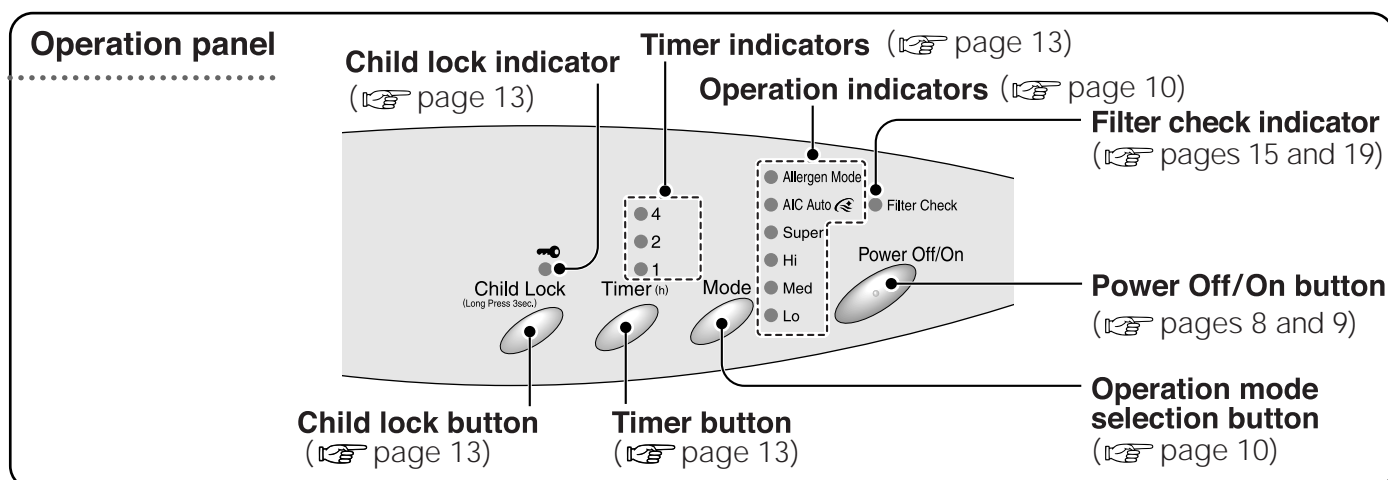 Operation panel
Child lock indicator
(page 13)
Timer indicators (page 13)
Operation indicators (page 10)
Filter check indicator
(pages 15 and 19)
Allergen Mode
AIC Auto
Super
Hi
Med
Lo
Filter Check
4
2
1
Child Lock
(Long Press 3sec.)
Timer (h)
Mode
Power Off/On
Power Off/On button
(pages 8 and 9)
Operation mode
selection button
(page 10)
Child lock button
(page 13)
Timer button
(page 13)